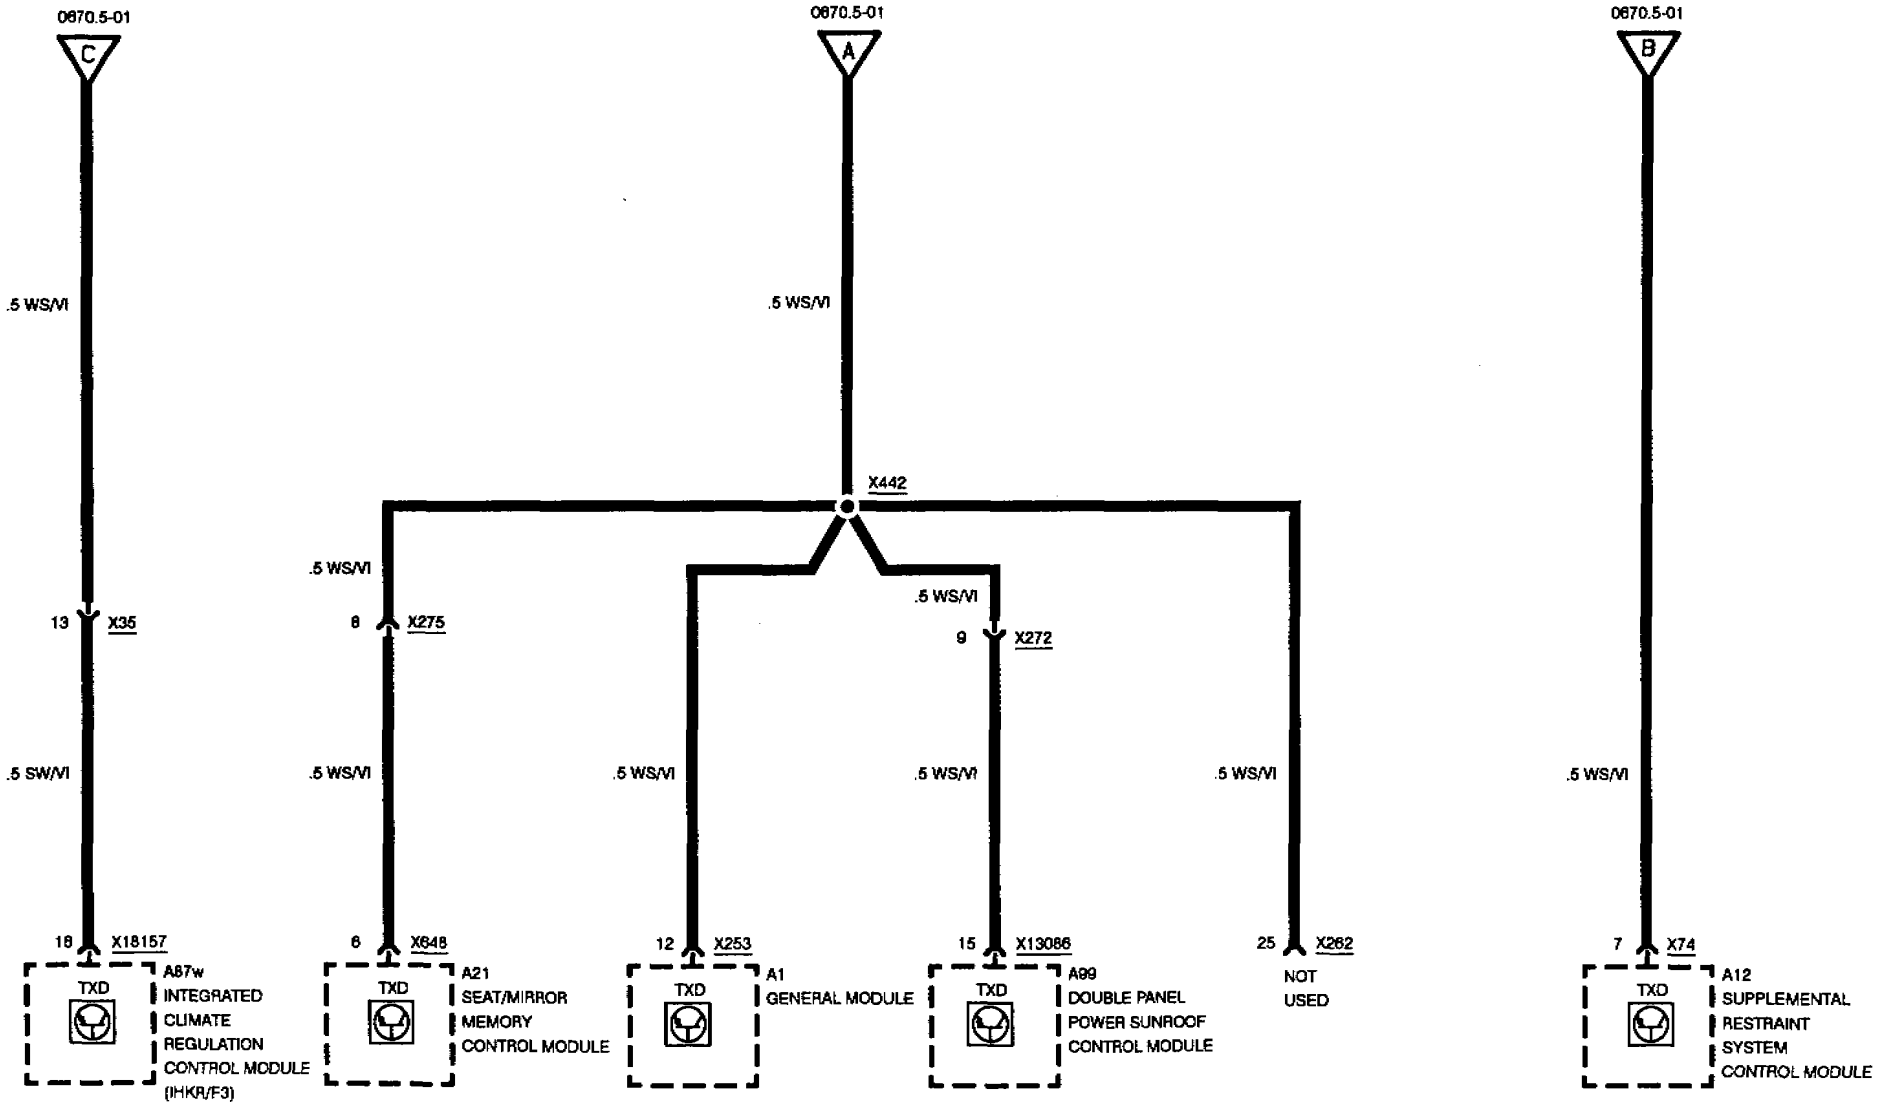 0670.5-01
0670.5-01
0670.5-01
C
A
B
.5 WS/VI
.5 WS/VI
X442
.5 WS/VI
.5 WS/VI
13 X35
8 X275
9 X272
.5 SW/VI
.5 WS/VI
.5 WS/VI
.5 WS/VI
.5 WS/VI
.5 WS/VI
18 X18157
6 X648
12 X253
15 X13086
25 X262
7 X74
TXD
A67w
INTEGRATED
CLIMATE
REGULATION
CONTROL MODULE
(IHKR/F3)
TXD
A21
SEAT/MIRROR
MEMORY
CONTROL MODULE
TXD
A1
GENERAL MODULE
TXD
A99
DOUBLE PANEL
POWER SUNROOF
CONTROL MODULE
NOT
USED
TXD
A12
SUPPLEMENTAL
RESTRAINT
SYSTEM
CONTROL MODULE